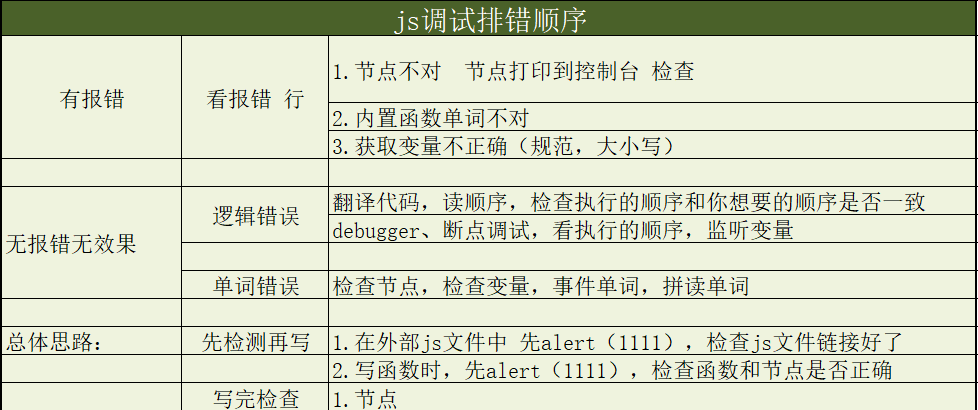 js调试排错顺序
有报错
看报错 行
1.节点不对 节点打印到控制台 检查
2.内置函数单词不对
3.获取变量不正确（规范，大小写）
无报错无效果
逻辑错误
翻译代码，读顺序，检查执行的顺序和你想要的顺序是否一致
debugger、断点调试，看执行的顺序，监听变量
单词错误
检查节点，检查变量，事件单词，拼读单词
总体思路：
先检测再写
1.在外部js文件中 先alert（1111），检查js文件链接好了
2.写函数时，先alert（1111），检查函数和节点是否正确
写完检查
1.节点